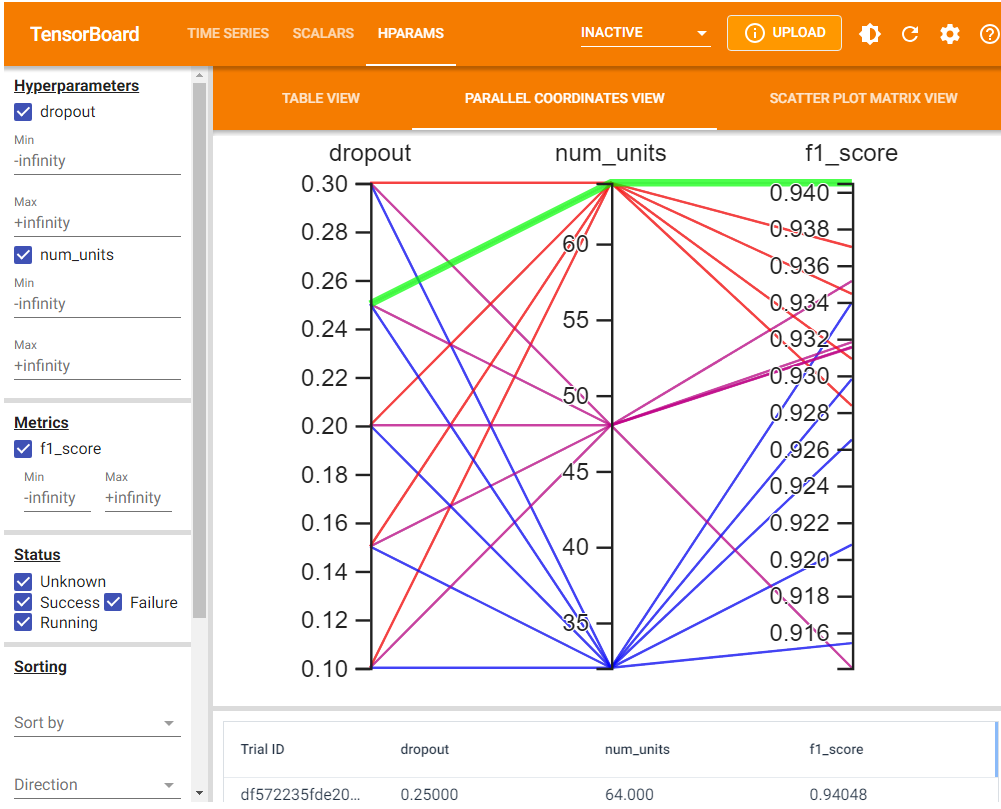 TensorBoard TIME SERIES SCALARS HPARAMS INACTIVE UPLOAD
Hyperparameters
dropout
Min
-infinity
Max
+infinity
num_units
Min
-infinity
Max
+infinity
Metrics
f1_score
Min Max
-infinity +infinity
Status
Unknown
Success Failure
Running
Sorting
Sort by
Direction
TABLE VIEW PARALLEL COORDINATES VIEW SCATTER PLOT MATRIX VIEW
dropout num_units f1_score
0.30
0.28
0.26
0.24
0.22
0.20
0.18
0.16
0.14
0.12
0.10
60
55
50
45
40
35
0.940
0.938
0.936
0.934
0.932
0.930
0.928
0.926
0.924
0.922
0.920
0.918
0.916
Trial ID dropout num_units f1_score
df572235fde20... 0.25000 64.000 0.94048